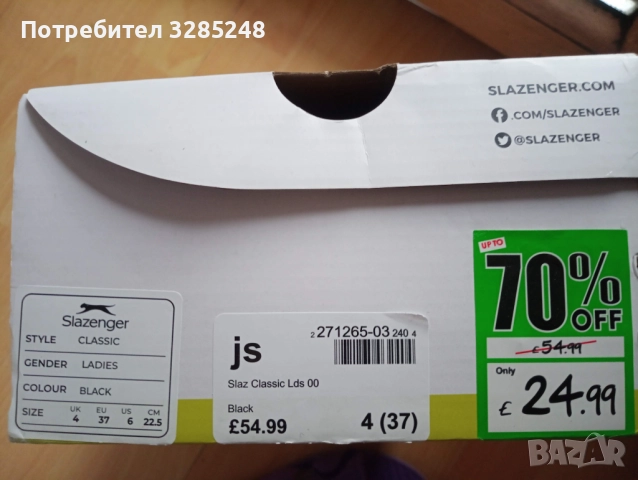 Потребител 3285248
SLAZENGER.COM
.COM/SLAZENGER
@SLAZENGER
UP TO
70%
OFF
£54.99
Only
£24.99
Slazenger
STYLE CLASSIC
GENDER LADIES
COLOUR BLACK
SIZE UK 4 EU 37 US 6 CM 22.5
js
2 271265-03 240 4
Slaz Classic Lds 00
Black
£54.99 4 (37)
BAZAR